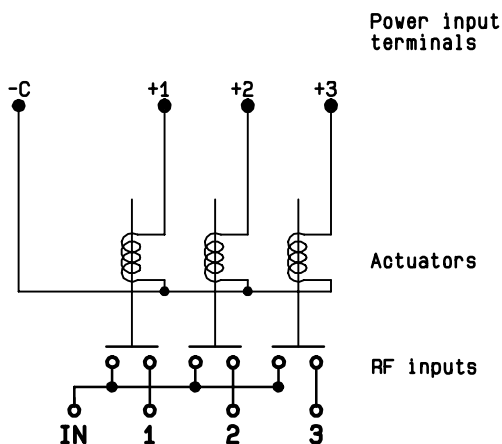 Power input
terminals
-C +1 +2 +3
Actuators
RF inputs
IN 1 2 3